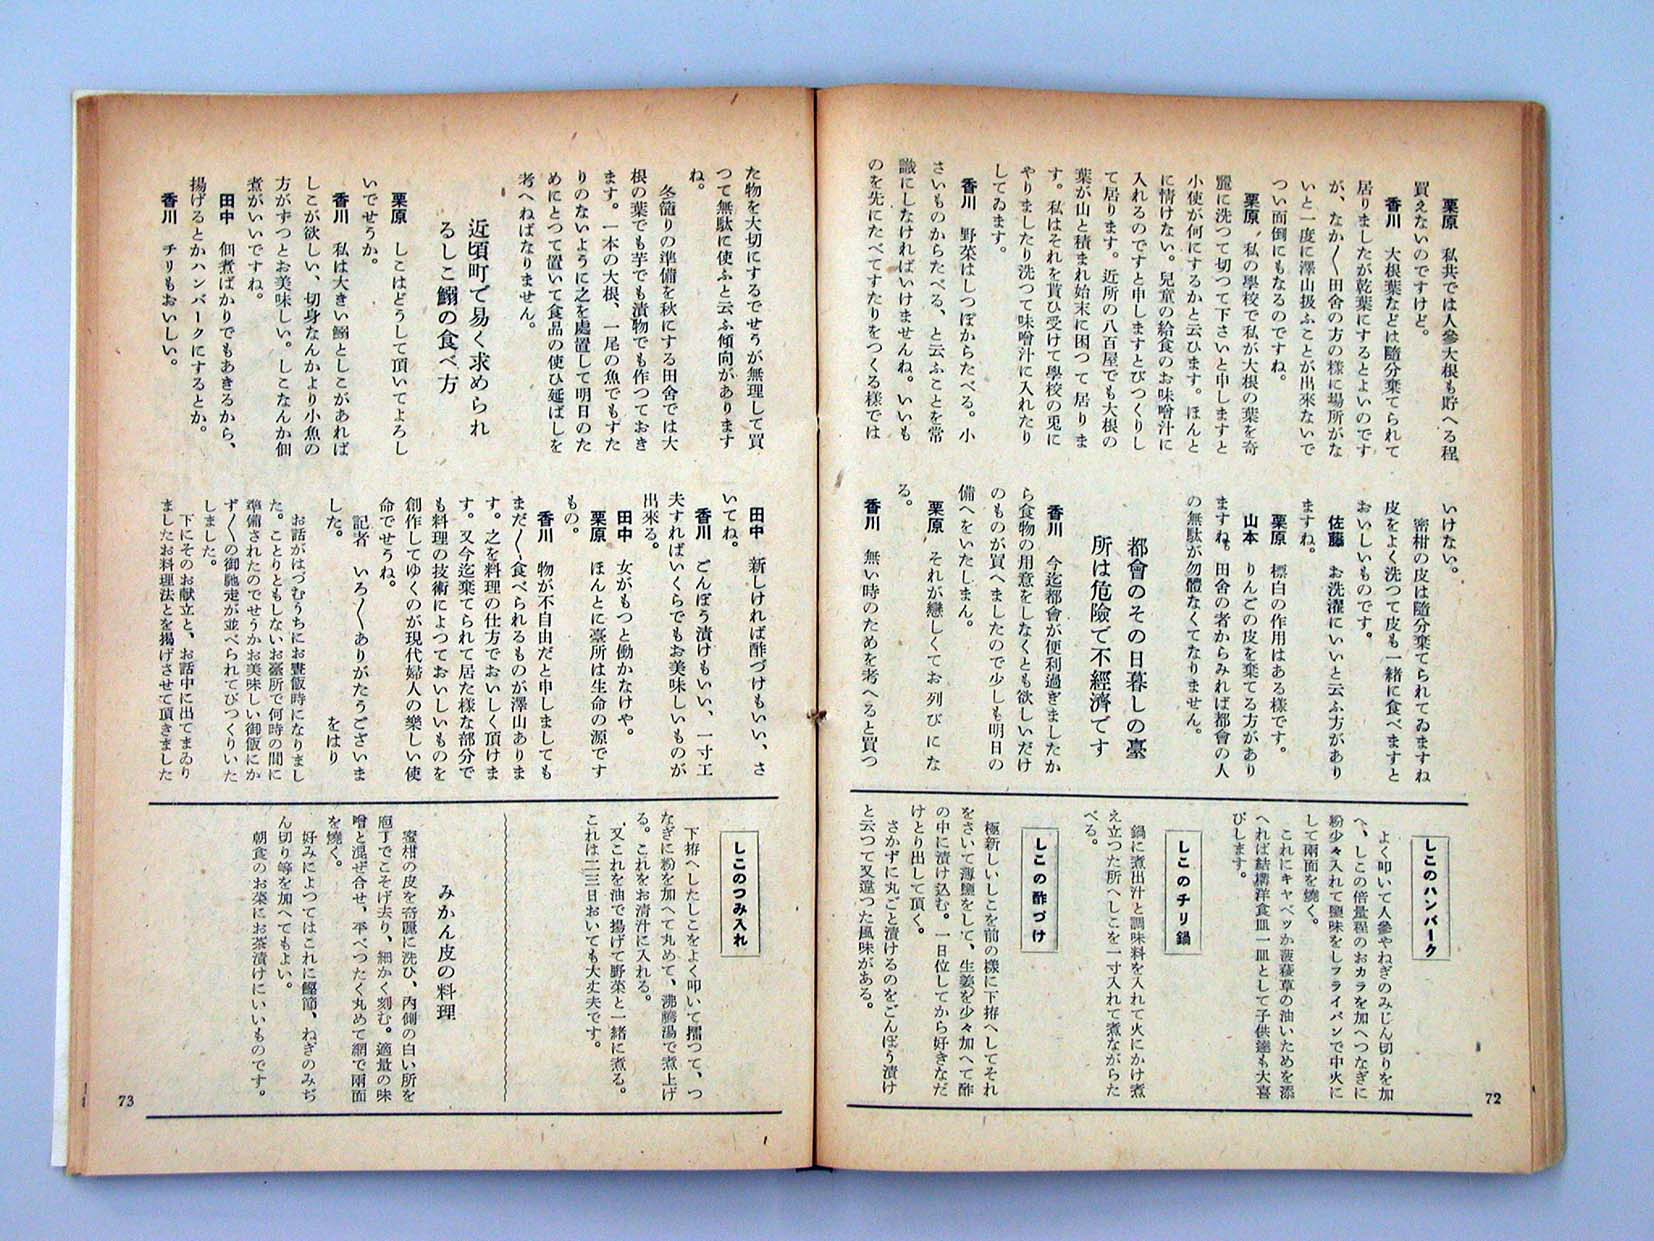 栗原　私共では人參大根も貯へる程
買えないのですけど。
香川　大根葉などは隨分棄てられて
居りましたが乾葉にするとよいのです
が、なか〳〵田舍の方の樣に場所がな
いと一度に澤山扱ふことが出來ないで
つい面倒にもなるのですね。
栗原　私の學校で私が大根の葉を奇
麗に洗つて切つて下さいと申しますと
小使が何にするかと云ひます。ほんと
に情けない。兒童の給食のお味噌汁に
入れるのですと申しますとびつくりし
て居ります。近所の八百屋でも大根の
葉が山と積まれ始末に困つて居りま
す。私はそれを貰ひ受けて學校の兎に
やりましたり洗つて味噌汁に入れたり
してゐます。
香川　野菜はしつぽからたべる。小
さいものからたべる、と云ふことを常
識にしなければいけませんね。いいも
のを先にたべてすたりをつくる樣では
いけない。
密柑の皮は隨分棄てられてゐますね
皮をよく洗つて皮も一緖に食べますと
おいしいものです。
佐藤　お洗濯にいいと云ふ方があり
ますね。
栗原　標白の作用はある樣です。
山本　りんごの皮を棄てる方があり
ますね、田舍の者からみれば都會の人
の無駄が勿體なくてなりません。
都會のその日暮しの臺
所は危險で不經濟です
香川　今迄都會が便利過ぎましたか
ら食物の用意をしなくとも欲しいだけ
のものが買へましたので少しも明日の
備へをいたしまん。
栗原　それが戀しくてお列びにな
る。
香川　無い時のためを考へると買つ
しこのハンバーク
よく叩いて人參やねぎのみじん切りを加
へ、しこの倍量程のおカラを加へつなぎに
粉少々入れて鹽味をしフライパンで中火に
して兩面を燒く。
これにキャベツか菠薐草の油いためを添
へれば結構洋食皿一皿として子供達も大喜
びします。
しこのチリ鍋
鍋に煮出汁と調味料を入れて火にかけ煮
え立つた所へしこを一寸入れて煮ながらた
べる。
しこの酢づけ
極新しいしこを前の樣に下拵へしてそれ
をさいて薄鹽をして、生姜を少々加へて酢
の中に漬け込む。一日位してから好きなだ
けとり出して頂く。
さかずに丸ごと漬けるのをごんぼう漬け
と云つて又違つた風味がある。
72
た物を大切にするでせうが無理して買
つて無駄に使ふと云ふ傾向があります
ね。
冬籠りの準備を秋にする田舍では大
根の葉でも芋でも漬物でも作つておき
ます。一本の大根、一尾の魚でもすた
りのないように之を處置して明日のた
めにとつて置いて食品の使ひ延ばしを
考へねばなりません。
近頃町で易く求められ
るしこ鰯の食べ方
栗原　しこはどうして頂いてよろし
いでせうか。
香川　私は大きい鰯としこがあれば
しこが欲しい、切身なんかより小魚の
方がずつとお美味しい。しこなんか佃
煮がいいですね。
田中　佃煮ばかりでもあきるから、
揚げるとかハンバークにするとか。
香川　チリもおいしい。
田中　新しければ酢づけもいい、さ
いてね。
香川　ごんぼう漬けもいい、一寸工
夫すればいくらでもお美味しいものが
出來る。
田中　女がもつと働かなけや。
栗原　ほんとに臺所は生命の源です
もの。
香川　物が不自由だと申しましても
まだ〳〵食べられるものが澤山ありま
す。之を料理の仕方でおいしく頂けま
す。又今迄棄てられて居た樣な部分で
も料理の技術によつておいしいものを
創作してゆくのが現代婦人の樂しい使
命でせうね。
記者　いろ〳〵ありがたうございま
した。　をはり
お話がはづむうちにお晝飯時になりまし
た。ことりともしないお臺所で何時の間に
準備されたのでせうかお美味しい御飯にか
ず〳〵の御馳走が並べられてびつくりいた
しました。
下にそのお献立と、お話中に出てまゐり
ましたお料理法とを揭げさせて頂きました
しこのつみ入れ
下拵へしたしこをよく叩いて擂つて、つ
なぎに粉を加へて丸めて、沸騰湯で煮上げ
る。これをお淸汁に入れる。
又これを油で揚げて野菜と一緖に煮る。
これは二三日おいても大丈夫です。
みかん皮の料理
蜜柑の皮を奇麗に洗ひ、內側の白い所を
庖丁でこそげ去り、細かく刻む。適量の味
噌と混ぜ合せ、平べつたく丸めて網で兩面
を燒く。
好みによつてはこれに鰹節、ねぎのみぢ
ん切り等を加へてもよい。
朝食のお菜にお茶漬けにいいものです。
73